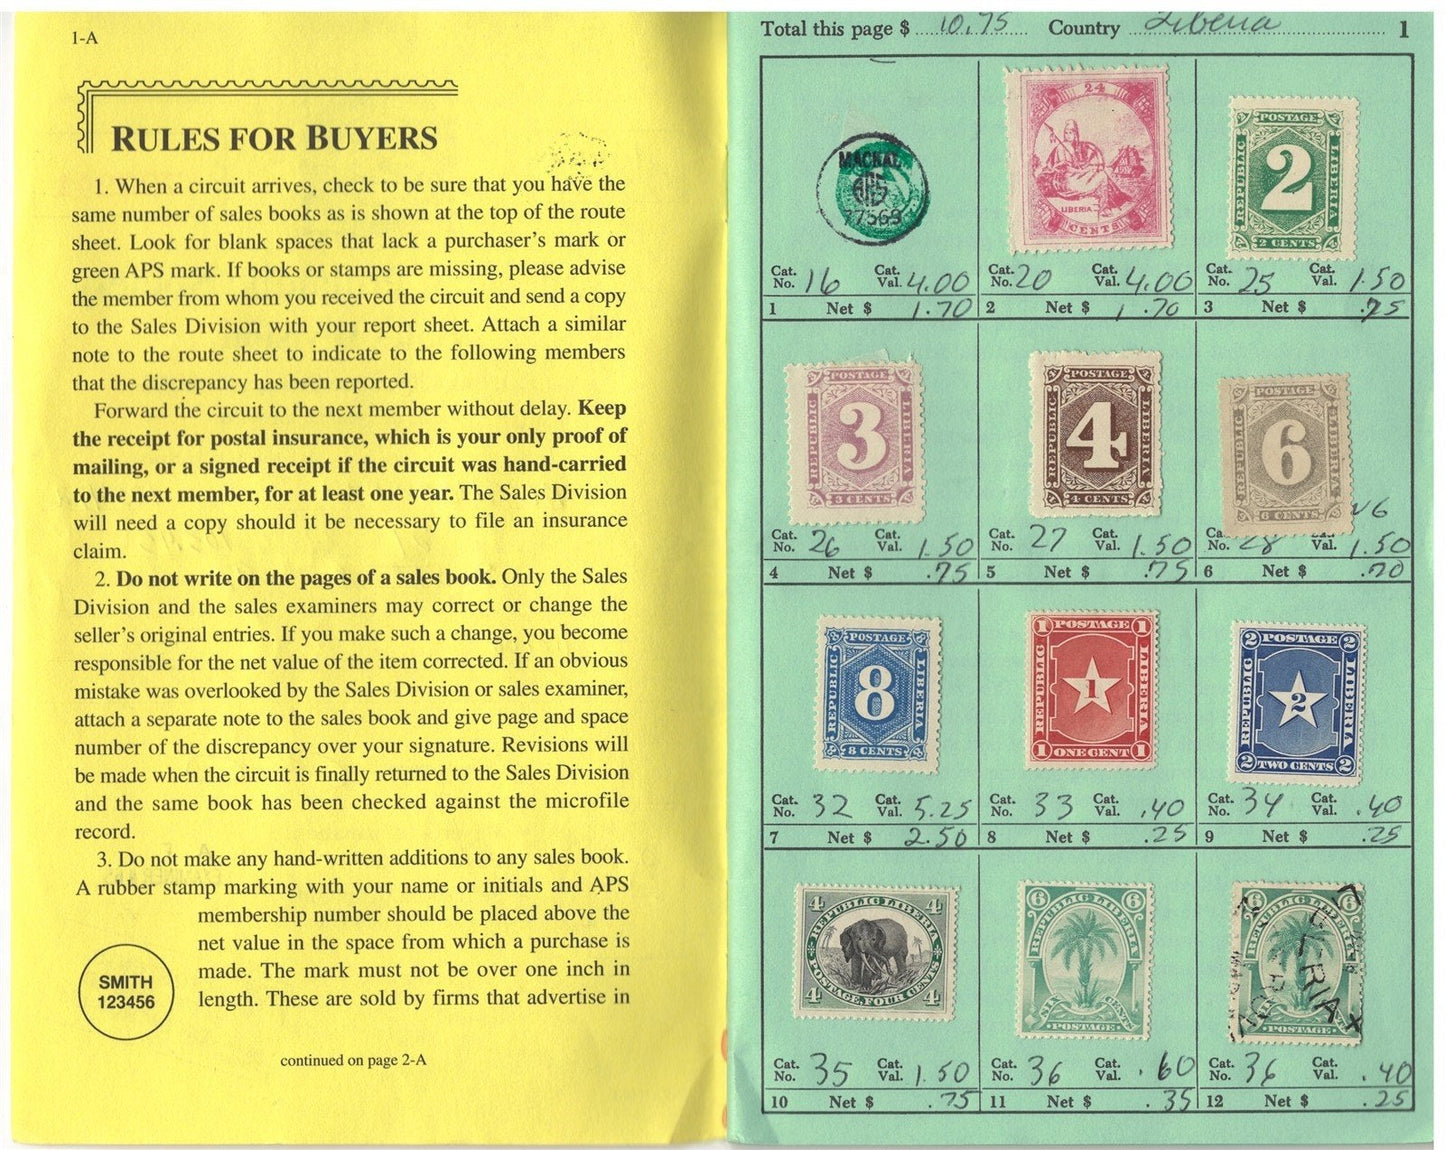 1-A
RULES FOR BUYERS
1. When a circuit arrives, check to be sure that you have the
same number of sales books as is shown at the top of the route
sheet. Look for blank spaces that lack a purchaser's mark or
green APS mark. If books or stamps are missing, please advise
the member from whom you received the circuit and send a copy
to the Sales Division with your report sheet. Attach a similar
note to the route sheet to indicate to the following members
that the discrepancy has been reported.
Forward the circuit to the next member without delay. Keep
the receipt for postal insurance, which is your only proof of
mailing, or a signed receipt if the circuit was hand-carried
to the next member, for at least one year. The Sales Division
will need a copy should it be necessary to file an insurance
claim.
2. Do not write on the pages of a sales book. Only the Sales
Division and the sales examiners may correct or change the
seller's original entries. If you make such a change, you become
responsible for the net value of the item corrected. If an obvious
mistake was overlooked by the Sales Division or sales examiner,
attach a separate note to the sales book and give page and space
number of the discrepancy over your signature. Revisions will
be made when the circuit is finally returned to the Sales Division
and the same book has been checked against the microfile
record.
3. Do not make any hand-written additions to any sales book.
A rubber stamp marking with your name or initials and APS
membership number should be placed above the
net value in the space from which a purchase is
made. The mark must not be over one inch in
length. These are sold by firms that advertise in
SMITH
123456
continued on page 2-A
Total this page $ 10.75 Country Liberia 1
24
LIBERIA
CENTS
POSTAGE
REPUBLIC 2 LIBERIA
2 CENTS
Cat. No. 16 Cat. Val. 4.00
1 Net $ 1.70
Cat. No. 20 Cat. Val. 4.00
2 Net $ 1.70
Cat. No. 25 Cat. Val. 1.50
3 Net $ .75
POSTAGE
REPUBLIC 3 LIBERIA
3 CENTS
POSTAGE
REPUBLIC 4 LIBERIA
4 CENTS
POSTAGE
REPUBLIC 6 LIBERIA
6 CENTS
Cat. No. 26 Cat. Val. 1.50
4 Net $ .75
Cat. No. 27 Cat. Val. 1.50
5 Net $ .75
Cat. No. 28 1.50
6 Net $ .70
POSTAGE
REPUBLIC 8 LIBERIA
8 CENTS
1 POSTAGE 1
REPUBLIC 1 LIBERIA
1 ONE CENT 1
2 POSTAGE 2
REPUBLIC 2 LIBERIA
2 TWO CENTS 2
Cat. No. 32 Cat. Val. 5.25
7 Net $ 2.50
Cat. No. 33 Cat. Val. .40
8 Net $ .25
Cat. No. 34 Cat. Val. .40
9 Net $ .25
4 REPUBLIC LIBERIA 4
4 POSTAGE, FOUR CENTS 4
6 6
REPUBLIC LIBERIA
SIX CENTS
POSTAGE
6 6
REPUBLIC LIBERIA
POSTAGE
Cat. No. 35 Cat. Val. 1.50
10 Net $ .75
Cat. No. 36 Cat. Val. .60
11 Net $ .35
Cat. No. 36 Cat. Val. .40
12 Net $ .25